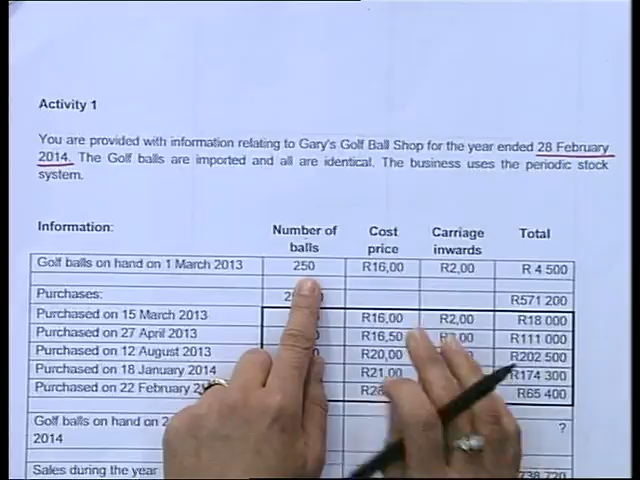 Activity 1
You are provided with information relating to Gary's Golf Ball Shop for the year ended 28 February
2014. The Golf balls are imported and all are identical. The business uses the periodic stock
system.
Information:
Number of balls Cost price Carriage inwards Total
Golf balls on hand on 1 March 2013 250 R16,00 R2,00 R 4 500
Purchases: R571 200
Purchased on 15 March 2013 R16,00 R2,00 R18 000
Purchased on 27 April 2013 R16,50 R111 000
Purchased on 12 August 2013 R20,00 R202 500
Purchased on 18 January 2014 R21,00 R174 300
Purchased on 22 February R65 400
Golf balls on hand on
2014 ?
Sales during the year